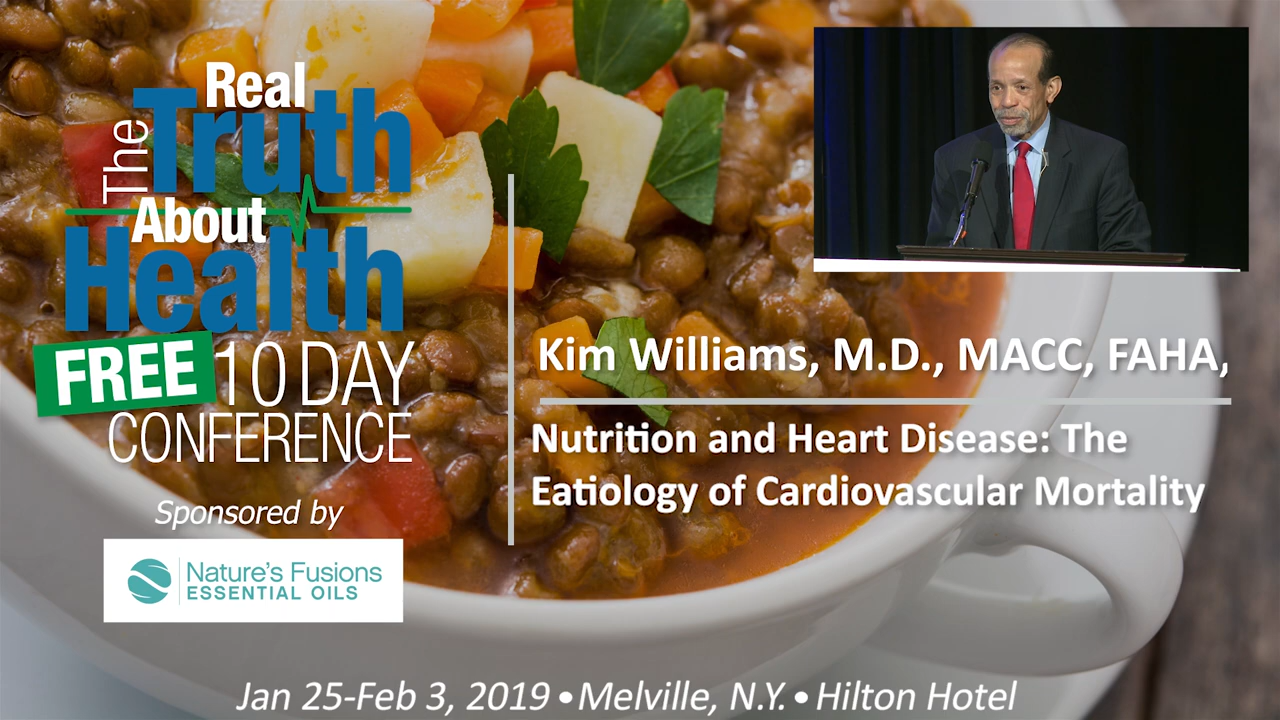 The Real
Truth
About
Health
FREE 10 DAY
CONFERENCE
Sponsored by
Nature's Fusions
ESSENTIAL OILS
Kim Williams, M.D., MACC, FAHA,
Nutrition and Heart Disease: The
Eatiology of Cardiovascular Mortality
Jan 25-Feb 3, 2019 • Melville, N.Y. • Hilton Hotel